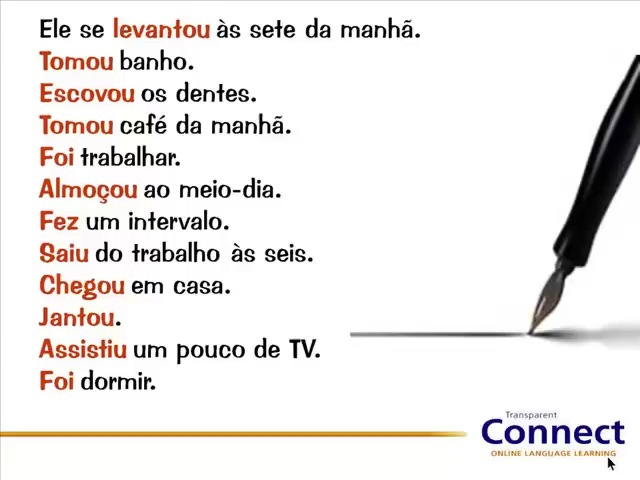 Ele se levantou às sete da manhã.
Tomou banho.
Escovou os dentes.
Tomou café da manhã.
Foi trabalhar.
Almoçou ao meio-dia.
Fez um intervalo.
Saiu do trabalho às seis.
Chegou em casa.
Jantou.
Assistiu um pouco de TV.
Foi dormir.
Transparent
Connect
ONLINE LANGUAGE LEARNING